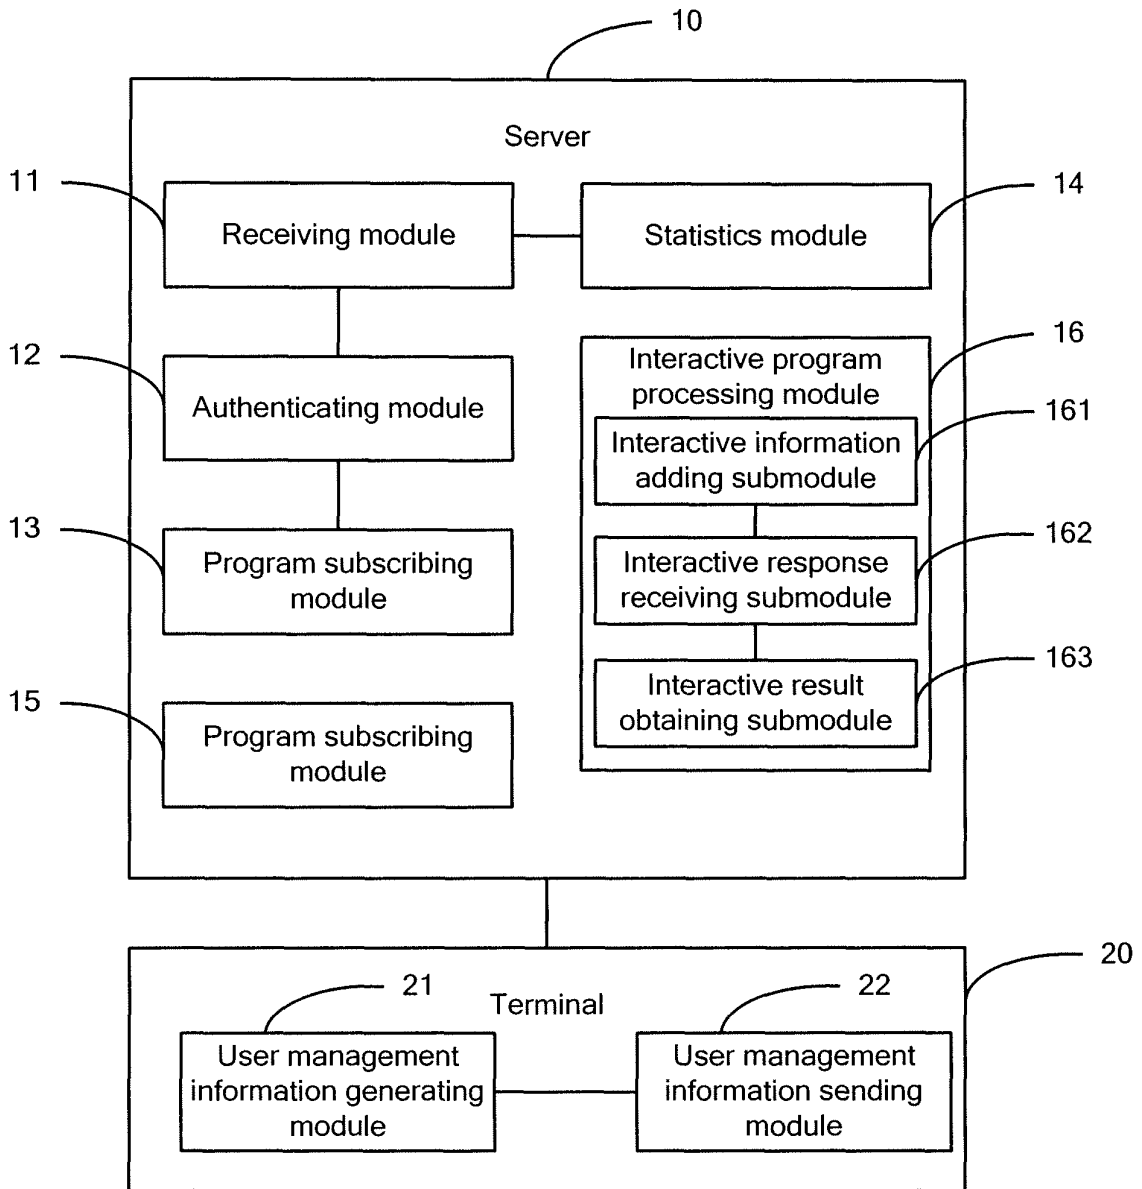 10
Server
11
Receiving module
14
Statistics module
12
Authenticating module
16
Interactive program
processing module
161
Interactive information
adding submodule
13
Program subscribing
module
162
Interactive response
receiving submodule
163
Interactive result
obtaining submodule
15
Program subscribing
module
20
Terminal
21
User management
information generating
module
22
User management
information sending
module